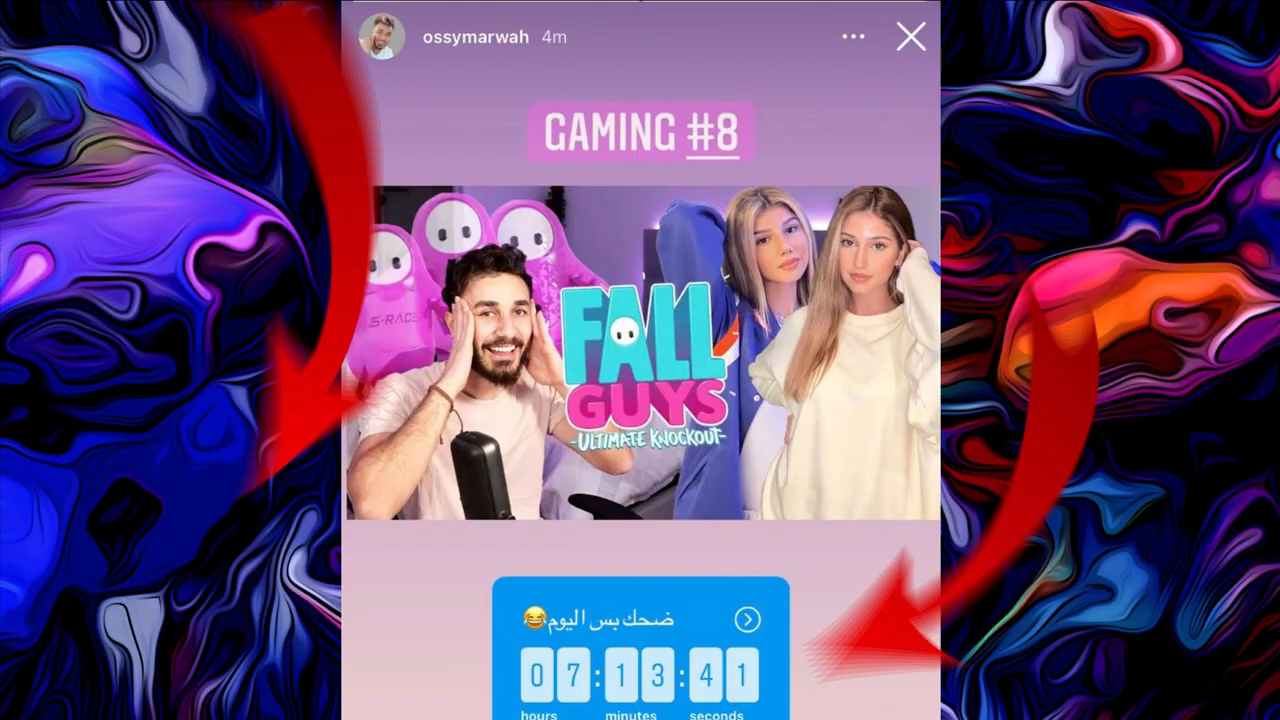 ossymarwah 4m
GAMING #8
S-RACE
FALL
GUYS
-ULTIMATE KNOCKOUT-
ضحك بس اليوم😂
07:13:41
hours minutes seconds